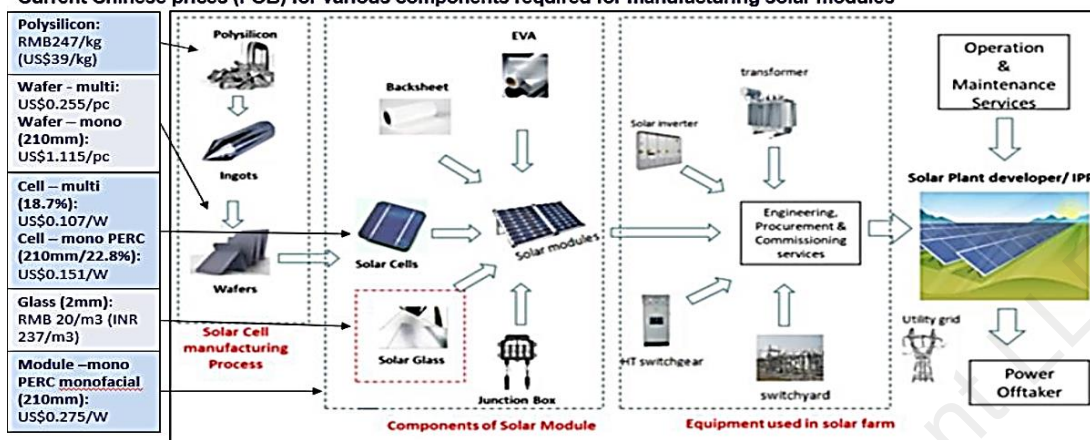 Current Chinese prices (FOB) for various components required for manufacturing solar modules
Polysilicon:
RMB247/kg
(US$39/kg)
Wafer - multi:
US$0.255/pc
Wafer – mono
(210mm):
US$1.115/pc
Cell – multi
(18.7%):
US$0.107/W
Cell – mono PERC
(210mm/22.8%):
US$0.151/W
Glass (2mm):
RMB 20/m3 (INR
237/m3)
Module –mono
PERC monofacial
(210mm):
US$0.275/W
Polysilicon
Ingots
Wafers
Solar Cell
manufacturing
Process
EVA
Backsheet
Solar Cells
Solar modules
Solar Glass
Junction Box
Components of Solar Module
transformer
Solar inverter
Engineering,
Procurement &
Commissioning
services
HT switchgear
switchyard
Equipment used in solar farm
Operation
&
Maintenance
Services
Solar Plant developer/ IPP
Utility grid
Power
Offtaker